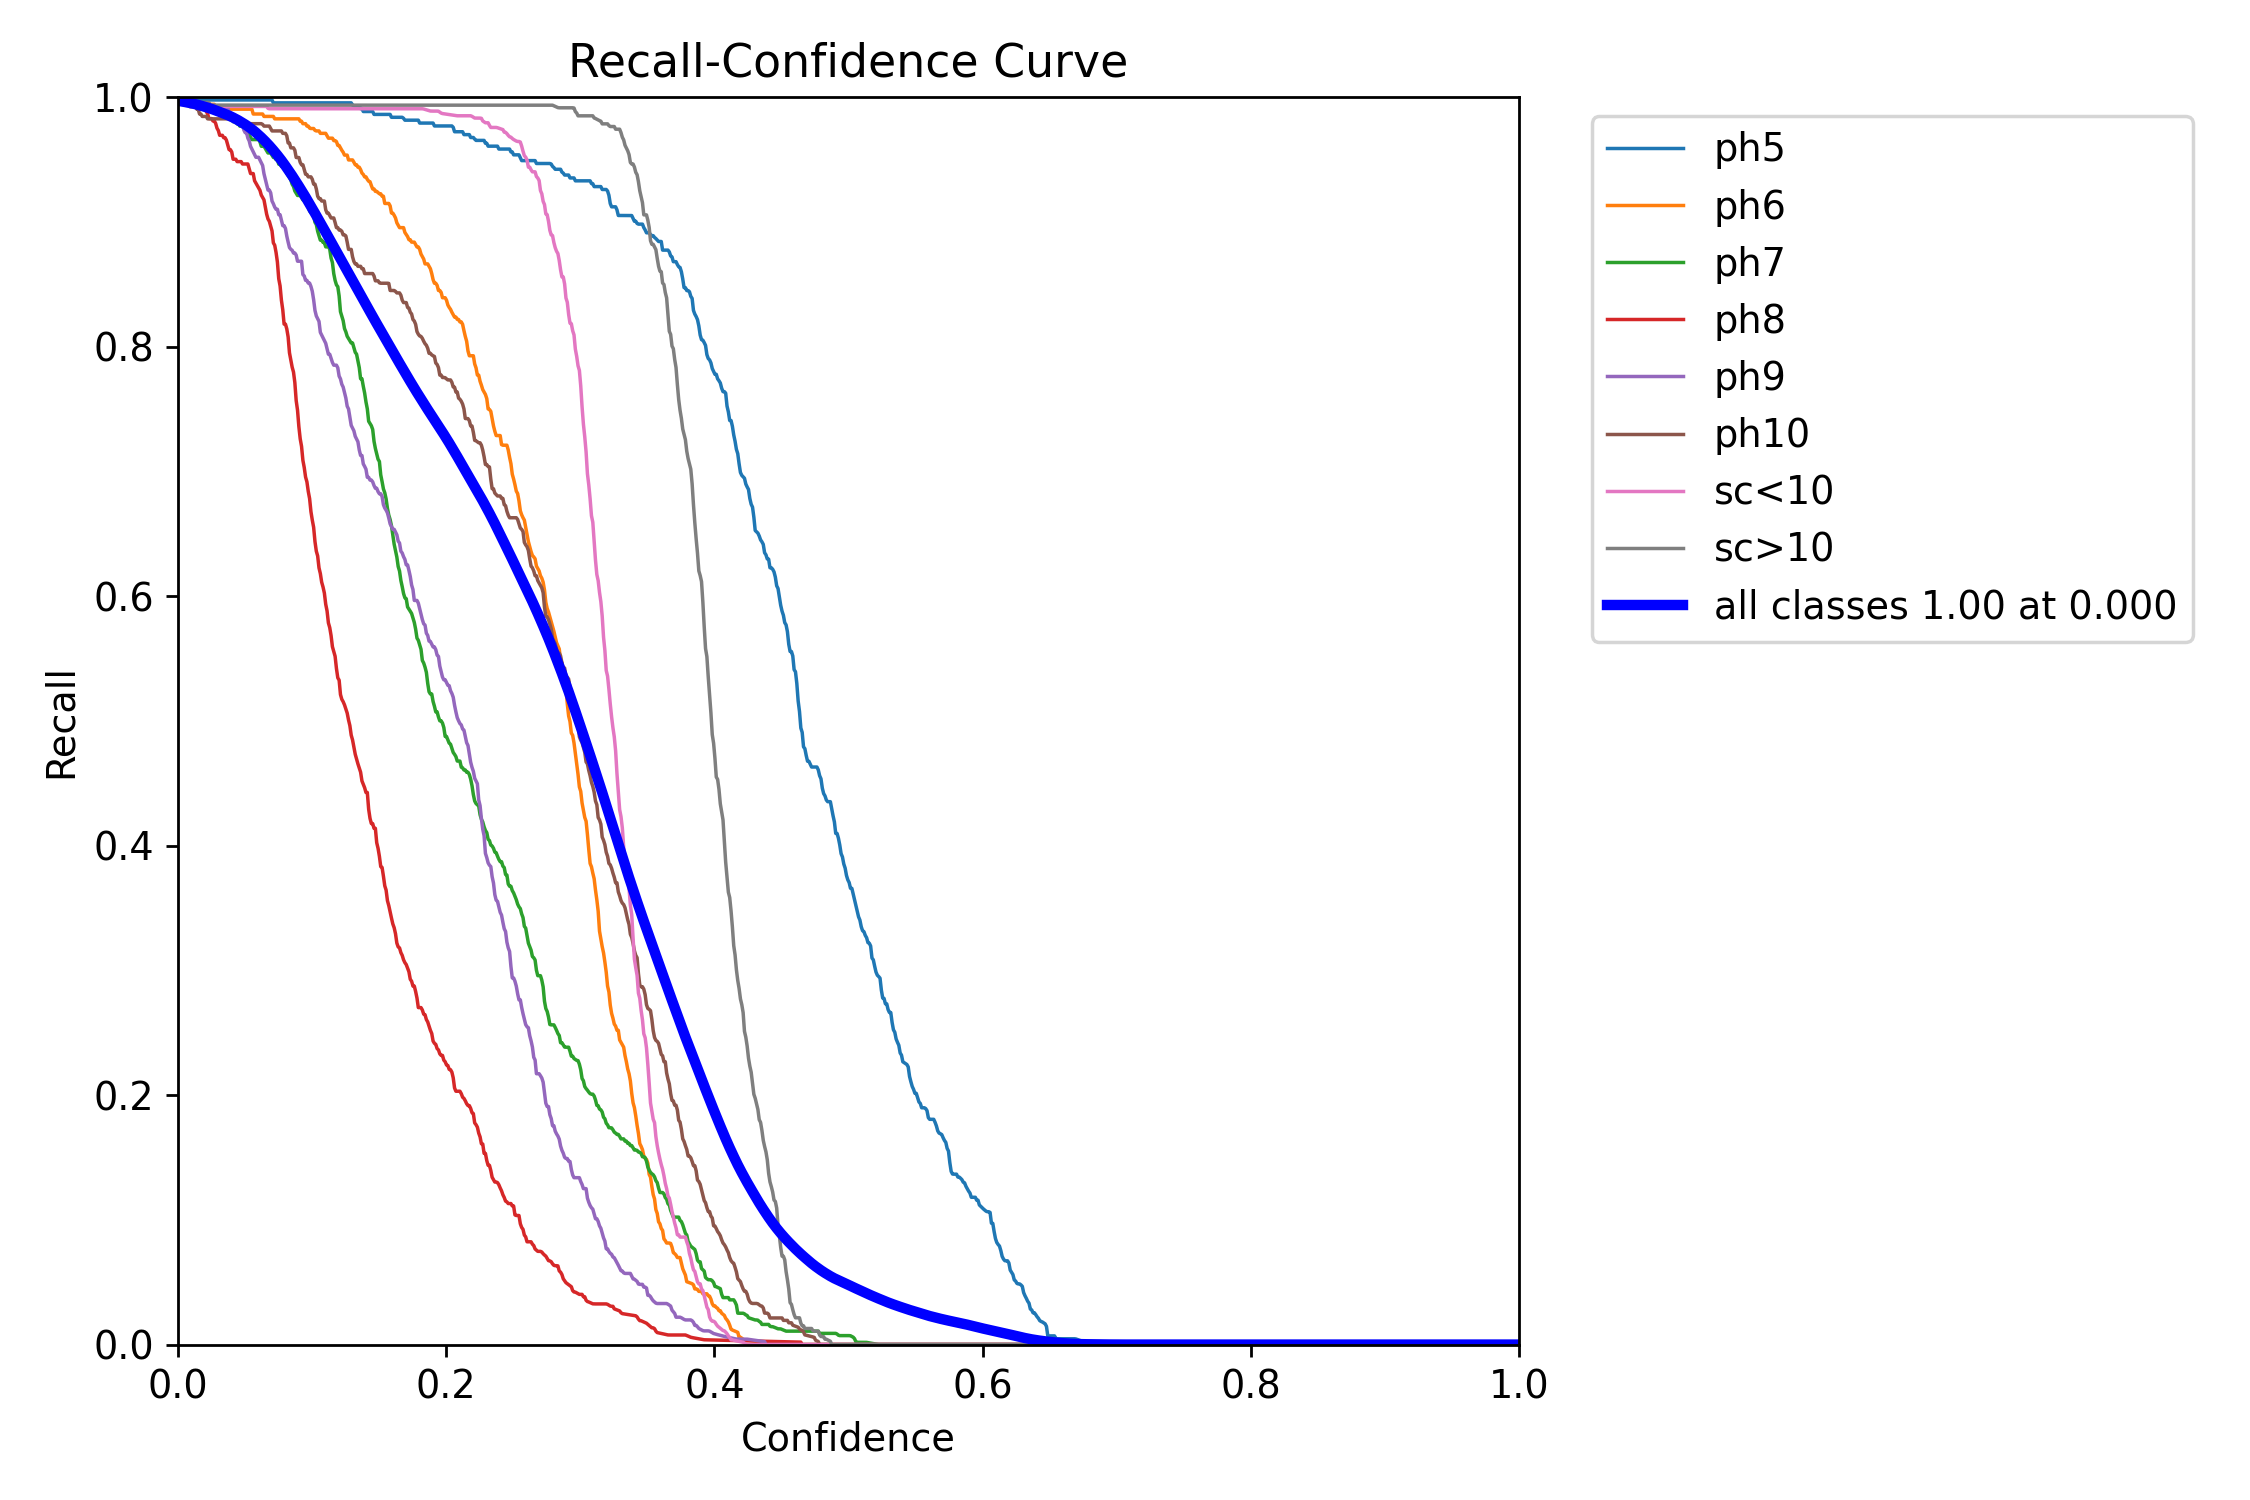 Recall-Confidence Curve
1.0
0.8
0.6
0.4
0.2
0.0
Recall
0.0 0.2 0.4 0.6 0.8 1.0
Confidence
ph5
ph6
ph7
ph8
ph9
ph10
sc<10
sc>10
all classes 1.00 at 0.000